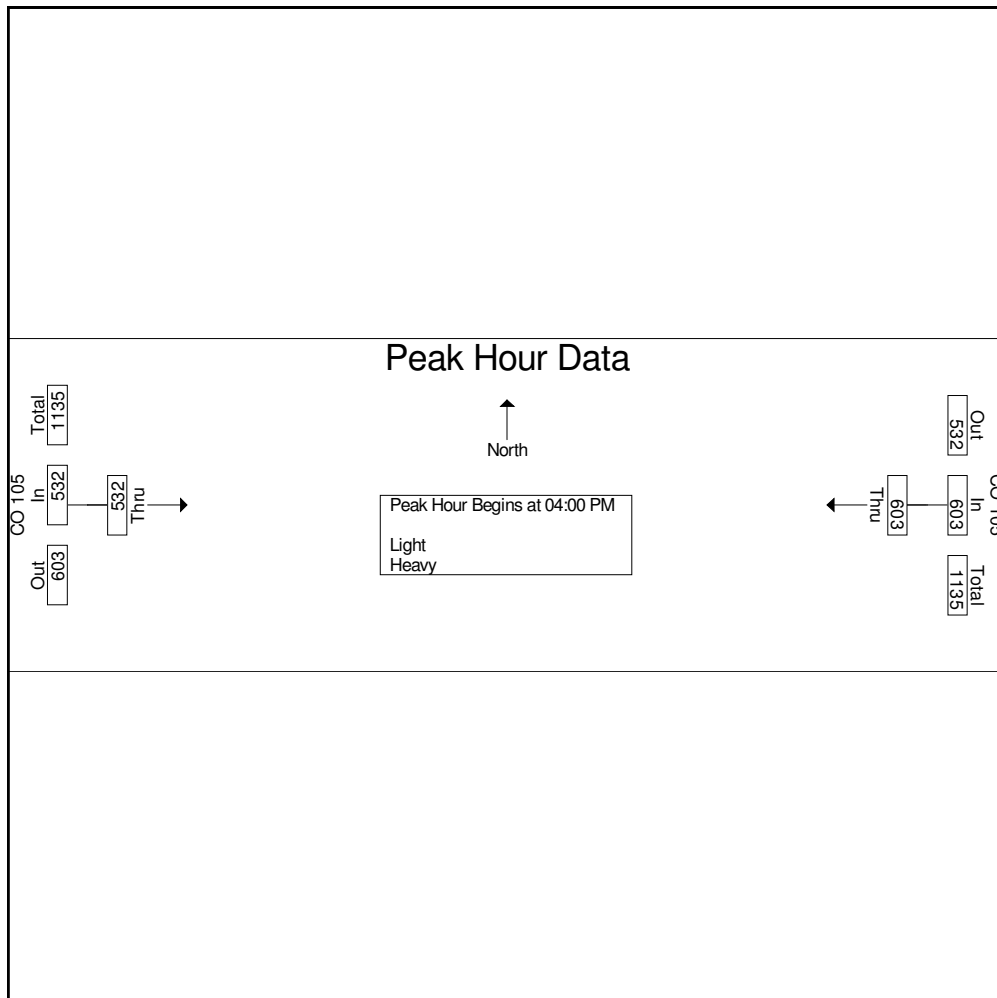 Peak Hour Data
North
Peak Hour Begins at 04:00 PM
Light
Heavy
CO 105
Out
In
Total
603
532
1135
532
Thru
Out
In
Total
532
603
1135
603
Thru